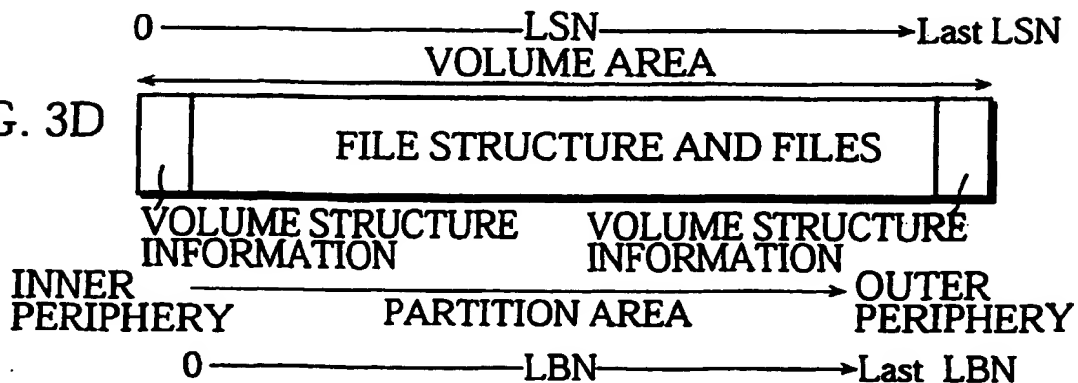 0 LSN Last LSN
VOLUME AREA
G. 3D
FILE STRUCTURE AND FILES
VOLUME STRUCTURE
INFORMATION
VOLUME STRUCTURE
INFORMATION
INNER
PERIPHERY
PARTITION AREA
OUTER
PERIPHERY
0 LBN Last LBN